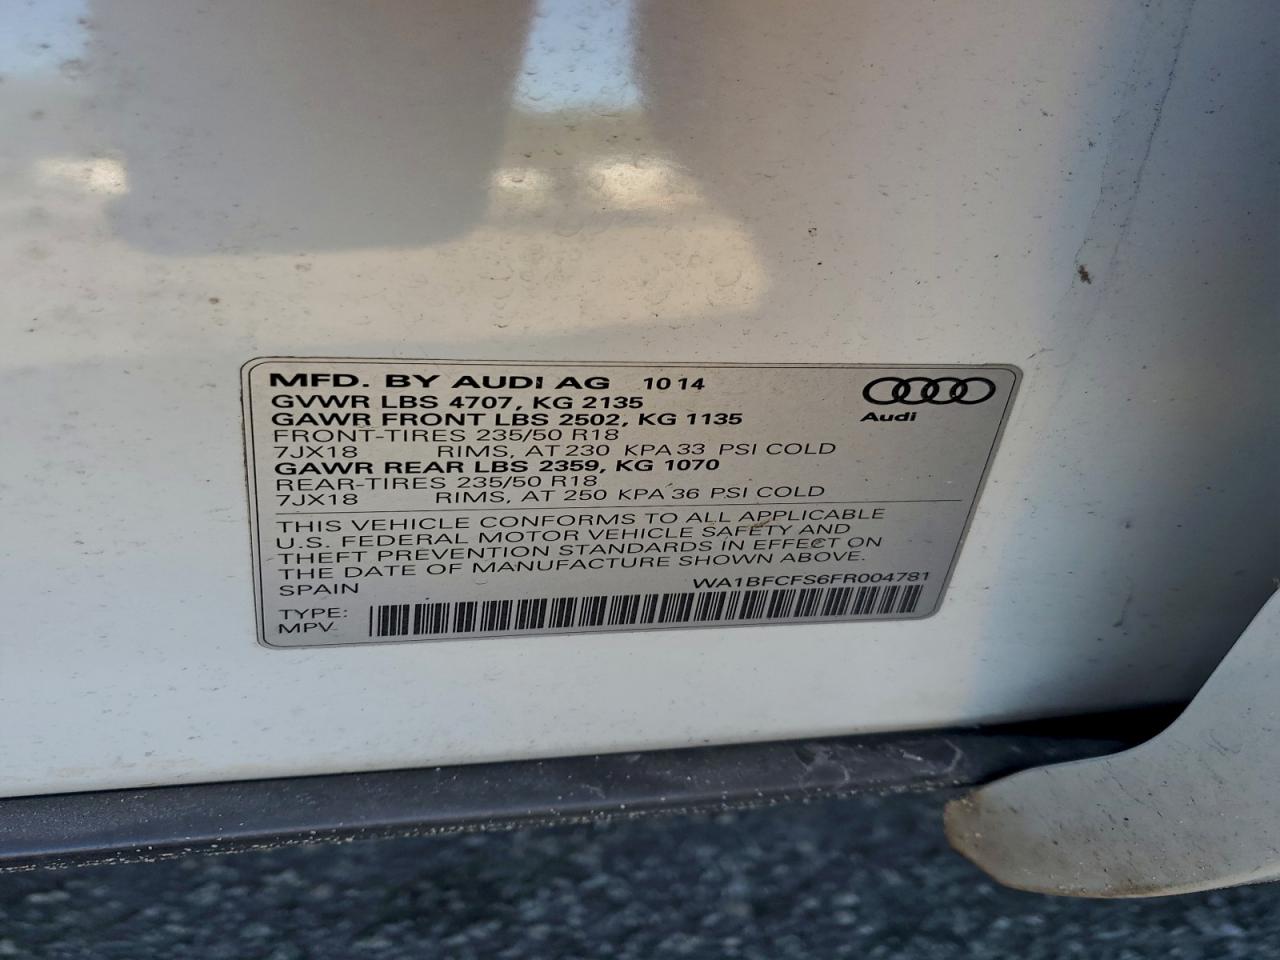 MFD. BY AUDI AG 10 14
Audi
GVWR LBS 4707, KG 2135
GAWR FRONT LBS 2502, KG 1135
FRONT-TIRES 235/50 R18
7JX18 RIMS, AT 230 KPA 33 PSI COLD
GAWR REAR LBS 2359, KG 1070
REAR-TIRES 235/50 R18
7JX18 RIMS, AT 250 KPA 36 PSI COLD
THIS VEHICLE CONFORMS TO ALL APPLICABLE
U.S. FEDERAL MOTOR VEHICLE SAFETY AND
THEFT PREVENTION STANDARDS IN EFFECT ON
THE DATE OF MANUFACTURE SHOWN ABOVE.
SPAIN WA1BFCFS6FR004781
TYPE:
MPV